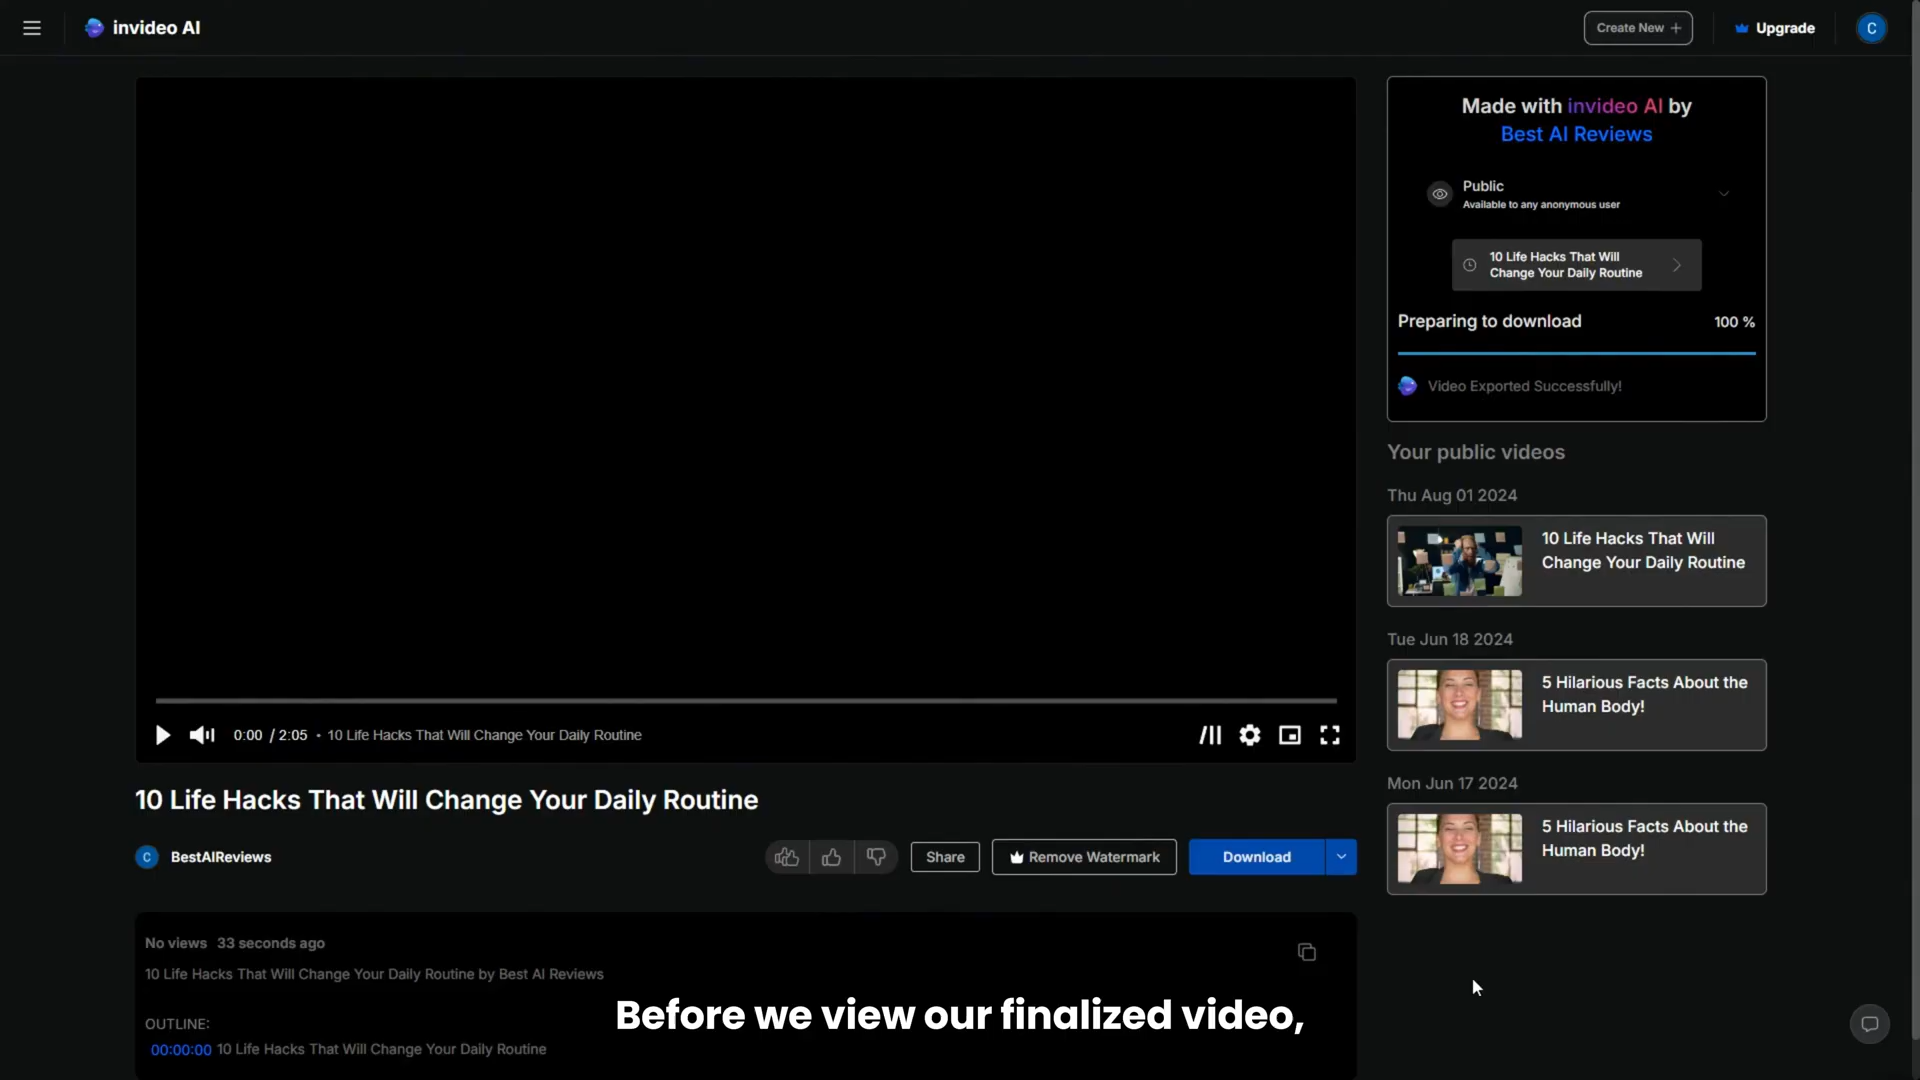 invideo AI
Create New +
Upgrade
C
Made with invideo AI by
Best AI Reviews
Public
Available to any anonymous user
10 Life Hacks That Will
Change Your Daily Routine
Preparing to download 100 %
Video Exported Successfully!
Your public videos
Thu Aug 01 2024
10 Life Hacks That Will
Change Your Daily Routine
Tue Jun 18 2024
5 Hilarious Facts About the
Human Body!
Mon Jun 17 2024
5 Hilarious Facts About the
Human Body!
0:00 / 2:05 • 10 Life Hacks That Will Change Your Daily Routine
10 Life Hacks That Will Change Your Daily Routine
C BestAIReviews
Share
Remove Watermark
Download
No views 33 seconds ago
10 Life Hacks That Will Change Your Daily Routine by Best AI Reviews
OUTLINE:
00:00:00 10 Life Hacks That Will Change Your Daily Routine
Before we view our finalized video,